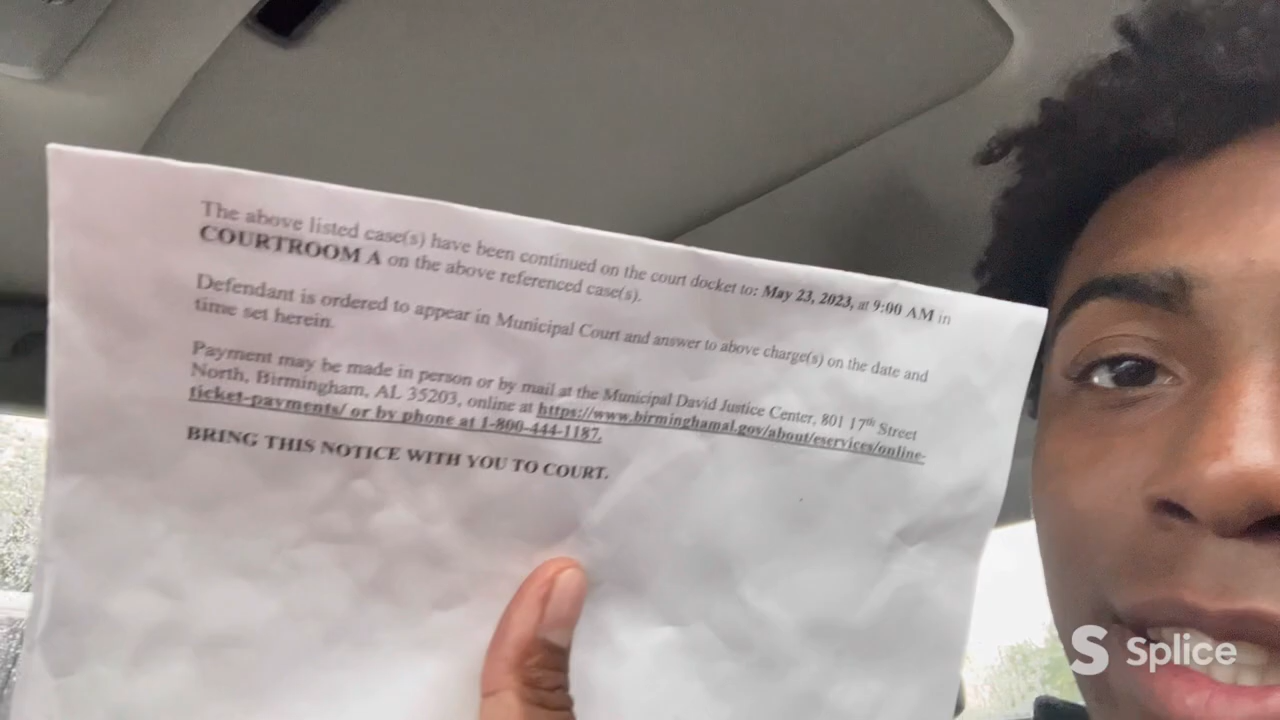 The above listed case(s) have been continued on the court docket to: May 23, 2023, at 9:00 AM in
COURTROOM A on the above referenced case(s).
Defendant is ordered to appear in Municipal Court and answer to above charge(s) on the date and
time set herein.
Payment may be made in person or by mail at the Municipal David Justice Center, 801 17th Street
North, Birmingham, AL 35203, online at https://www.birminghamal.gov/about/eservices/online-
ticket-payments/ or by phone at 1-800-444-1187.
BRING THIS NOTICE WITH YOU TO COURT.
S Splice